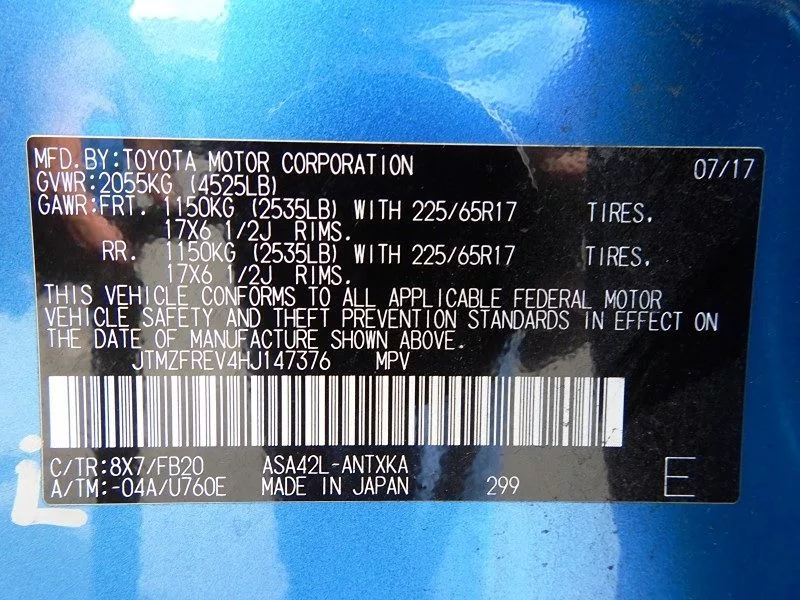 MFD.BY:TOYOTA MOTOR CORPORATION 07/17
GVWR:2055KG (4525LB)
GAWR:FRT. 1150KG (2535LB) WITH 225/65R17 TIRES,
17X6 1/2J RIMS.
RR. 1150KG (2535LB) WITH 225/65R17 TIRES,
17X6 1/2J RIMS.
THIS VEHICLE CONFORMS TO ALL APPLICABLE FEDERAL MOTOR
VEHICLE SAFETY AND THEFT PREVENTION STANDARDS IN EFFECT ON
THE DATE OF MANUFACTURE SHOWN ABOVE.
JTMZFREV4HJ147376 MPV
C/TR:8X7/FB20 ASA42L-ANTXKA
A/TM:-04A/U760E MADE IN JAPAN 299 E